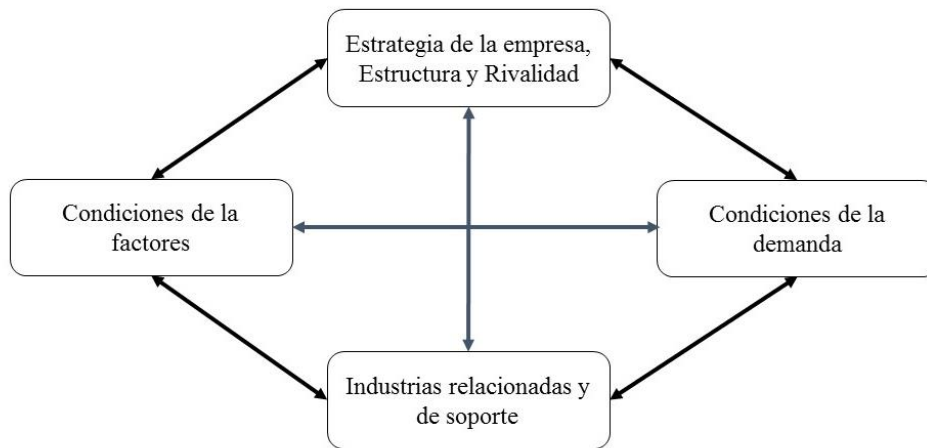 Estrategia de la empresa,
Estructura y Rivalidad
Condiciones de la
factores
Condiciones de la
demanda
Industrias relacionadas y
de soporte